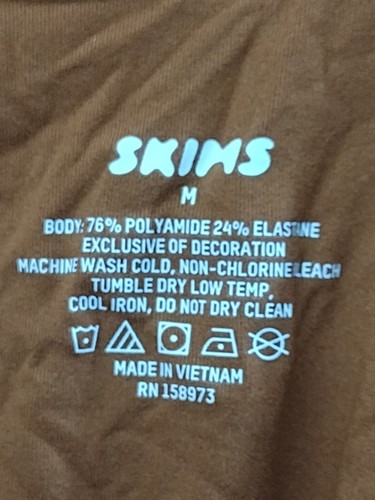 SKIMS
M
BODY: 76% POLYAMIDE 24% ELASTANE
EXCLUSIVE OF DECORATION
MACHINE WASH COLD, NON-CHLORINE BLEACH
TUMBLE DRY LOW TEMP,
COOL IRON, DO NOT DRY CLEAN
MADE IN VIETNAM
RN 158973